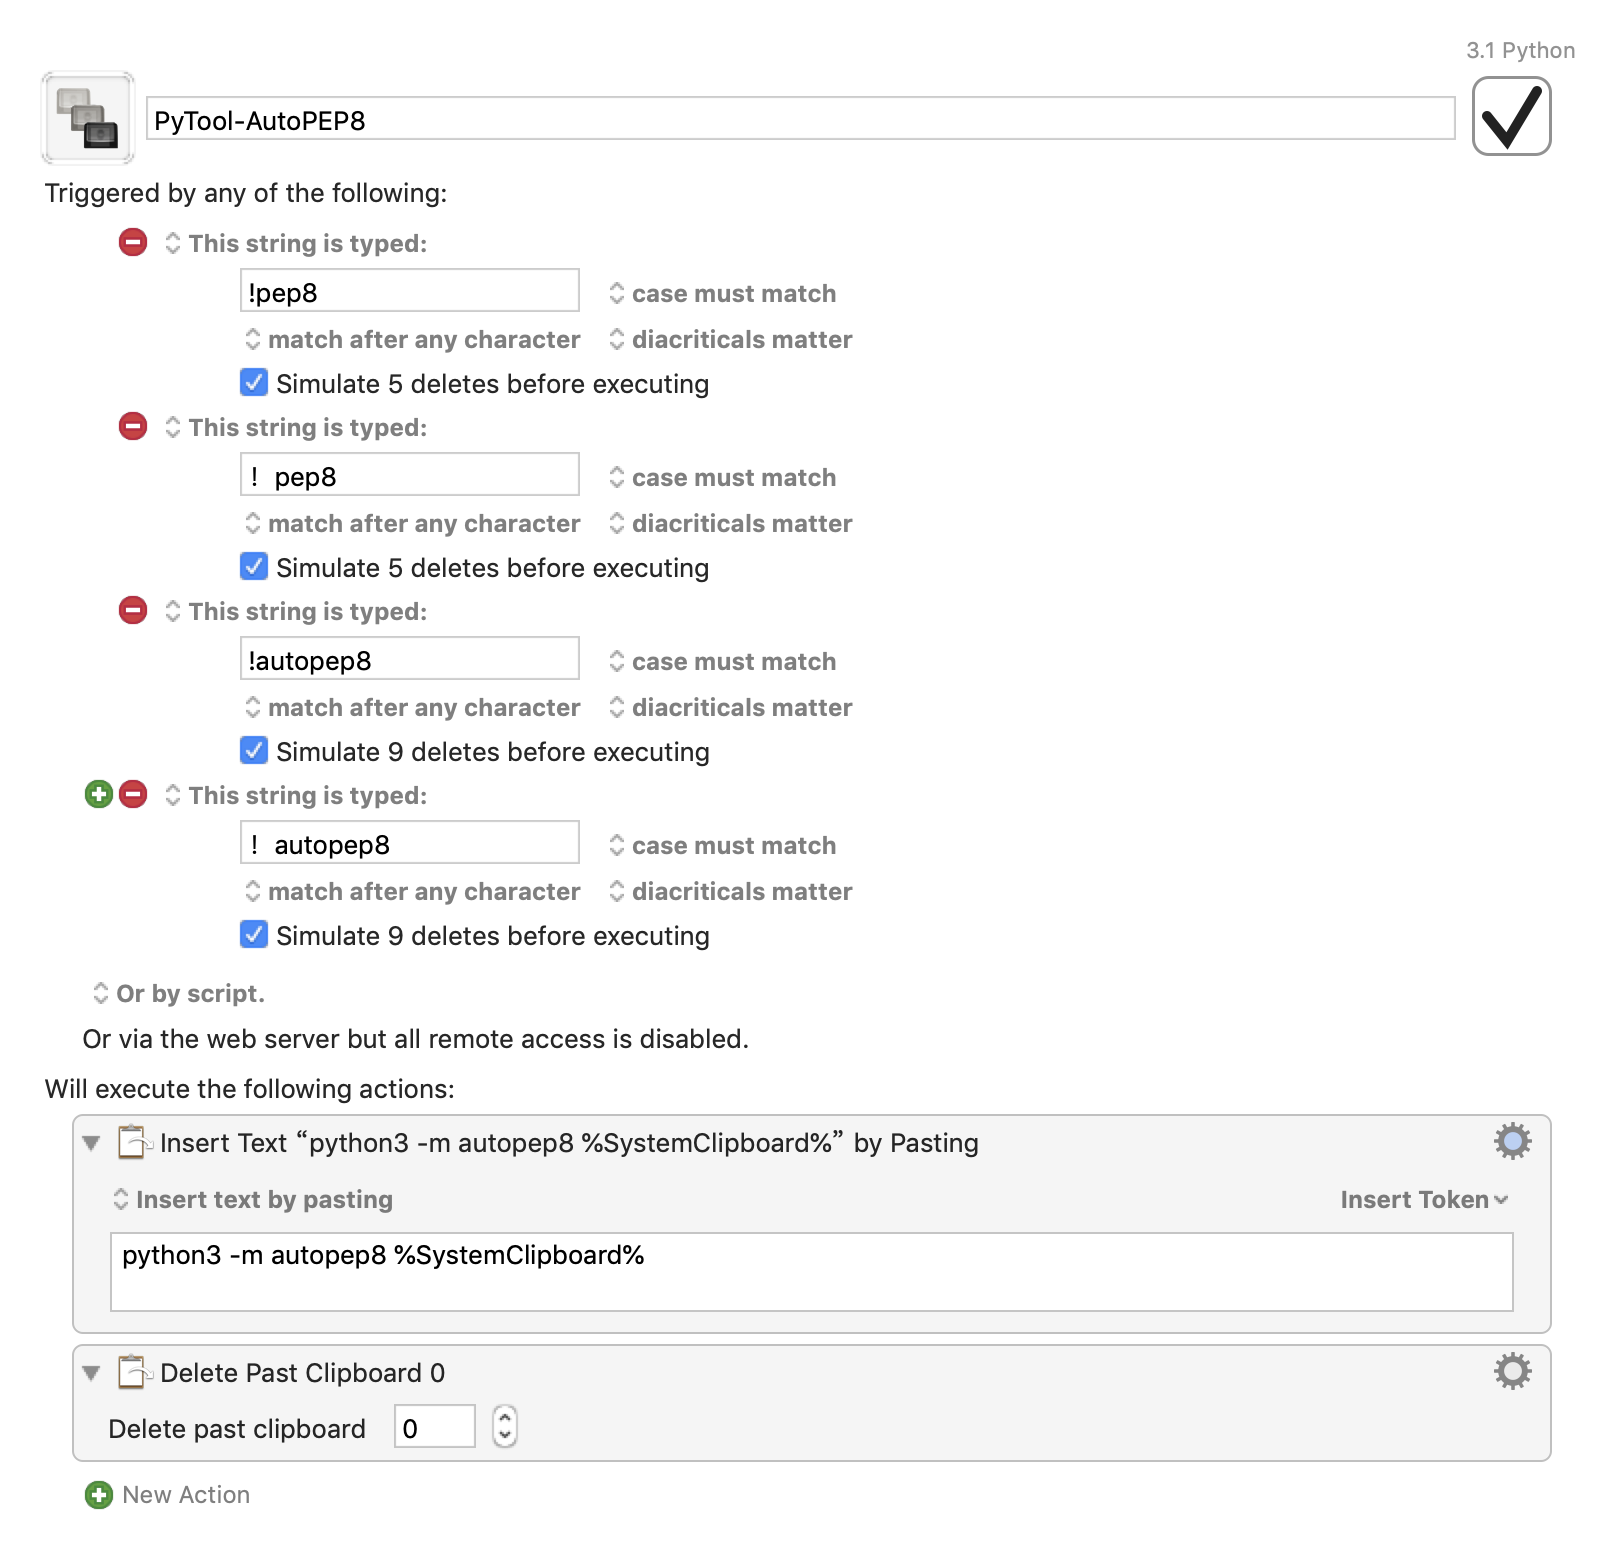 3.1 Python
PyTool-AutoPEP8
Triggered by any of the following:
This string is typed:
!pep8 case must match
match after any character diacriticals matter
Simulate 5 deletes before executing
This string is typed:
！pep8 case must match
match after any character diacriticals matter
Simulate 5 deletes before executing
This string is typed:
!autopep8 case must match
match after any character diacriticals matter
Simulate 9 deletes before executing
This string is typed:
！autopep8 case must match
match after any character diacriticals matter
Simulate 9 deletes before executing
Or by script.
Or via the web server but all remote access is disabled.
Will execute the following actions:
Insert Text “python3 -m autopep8 %SystemClipboard%” by Pasting
Insert text by pasting Insert Token
python3 -m autopep8 %SystemClipboard%
Delete Past Clipboard 0
Delete past clipboard 0
New Action